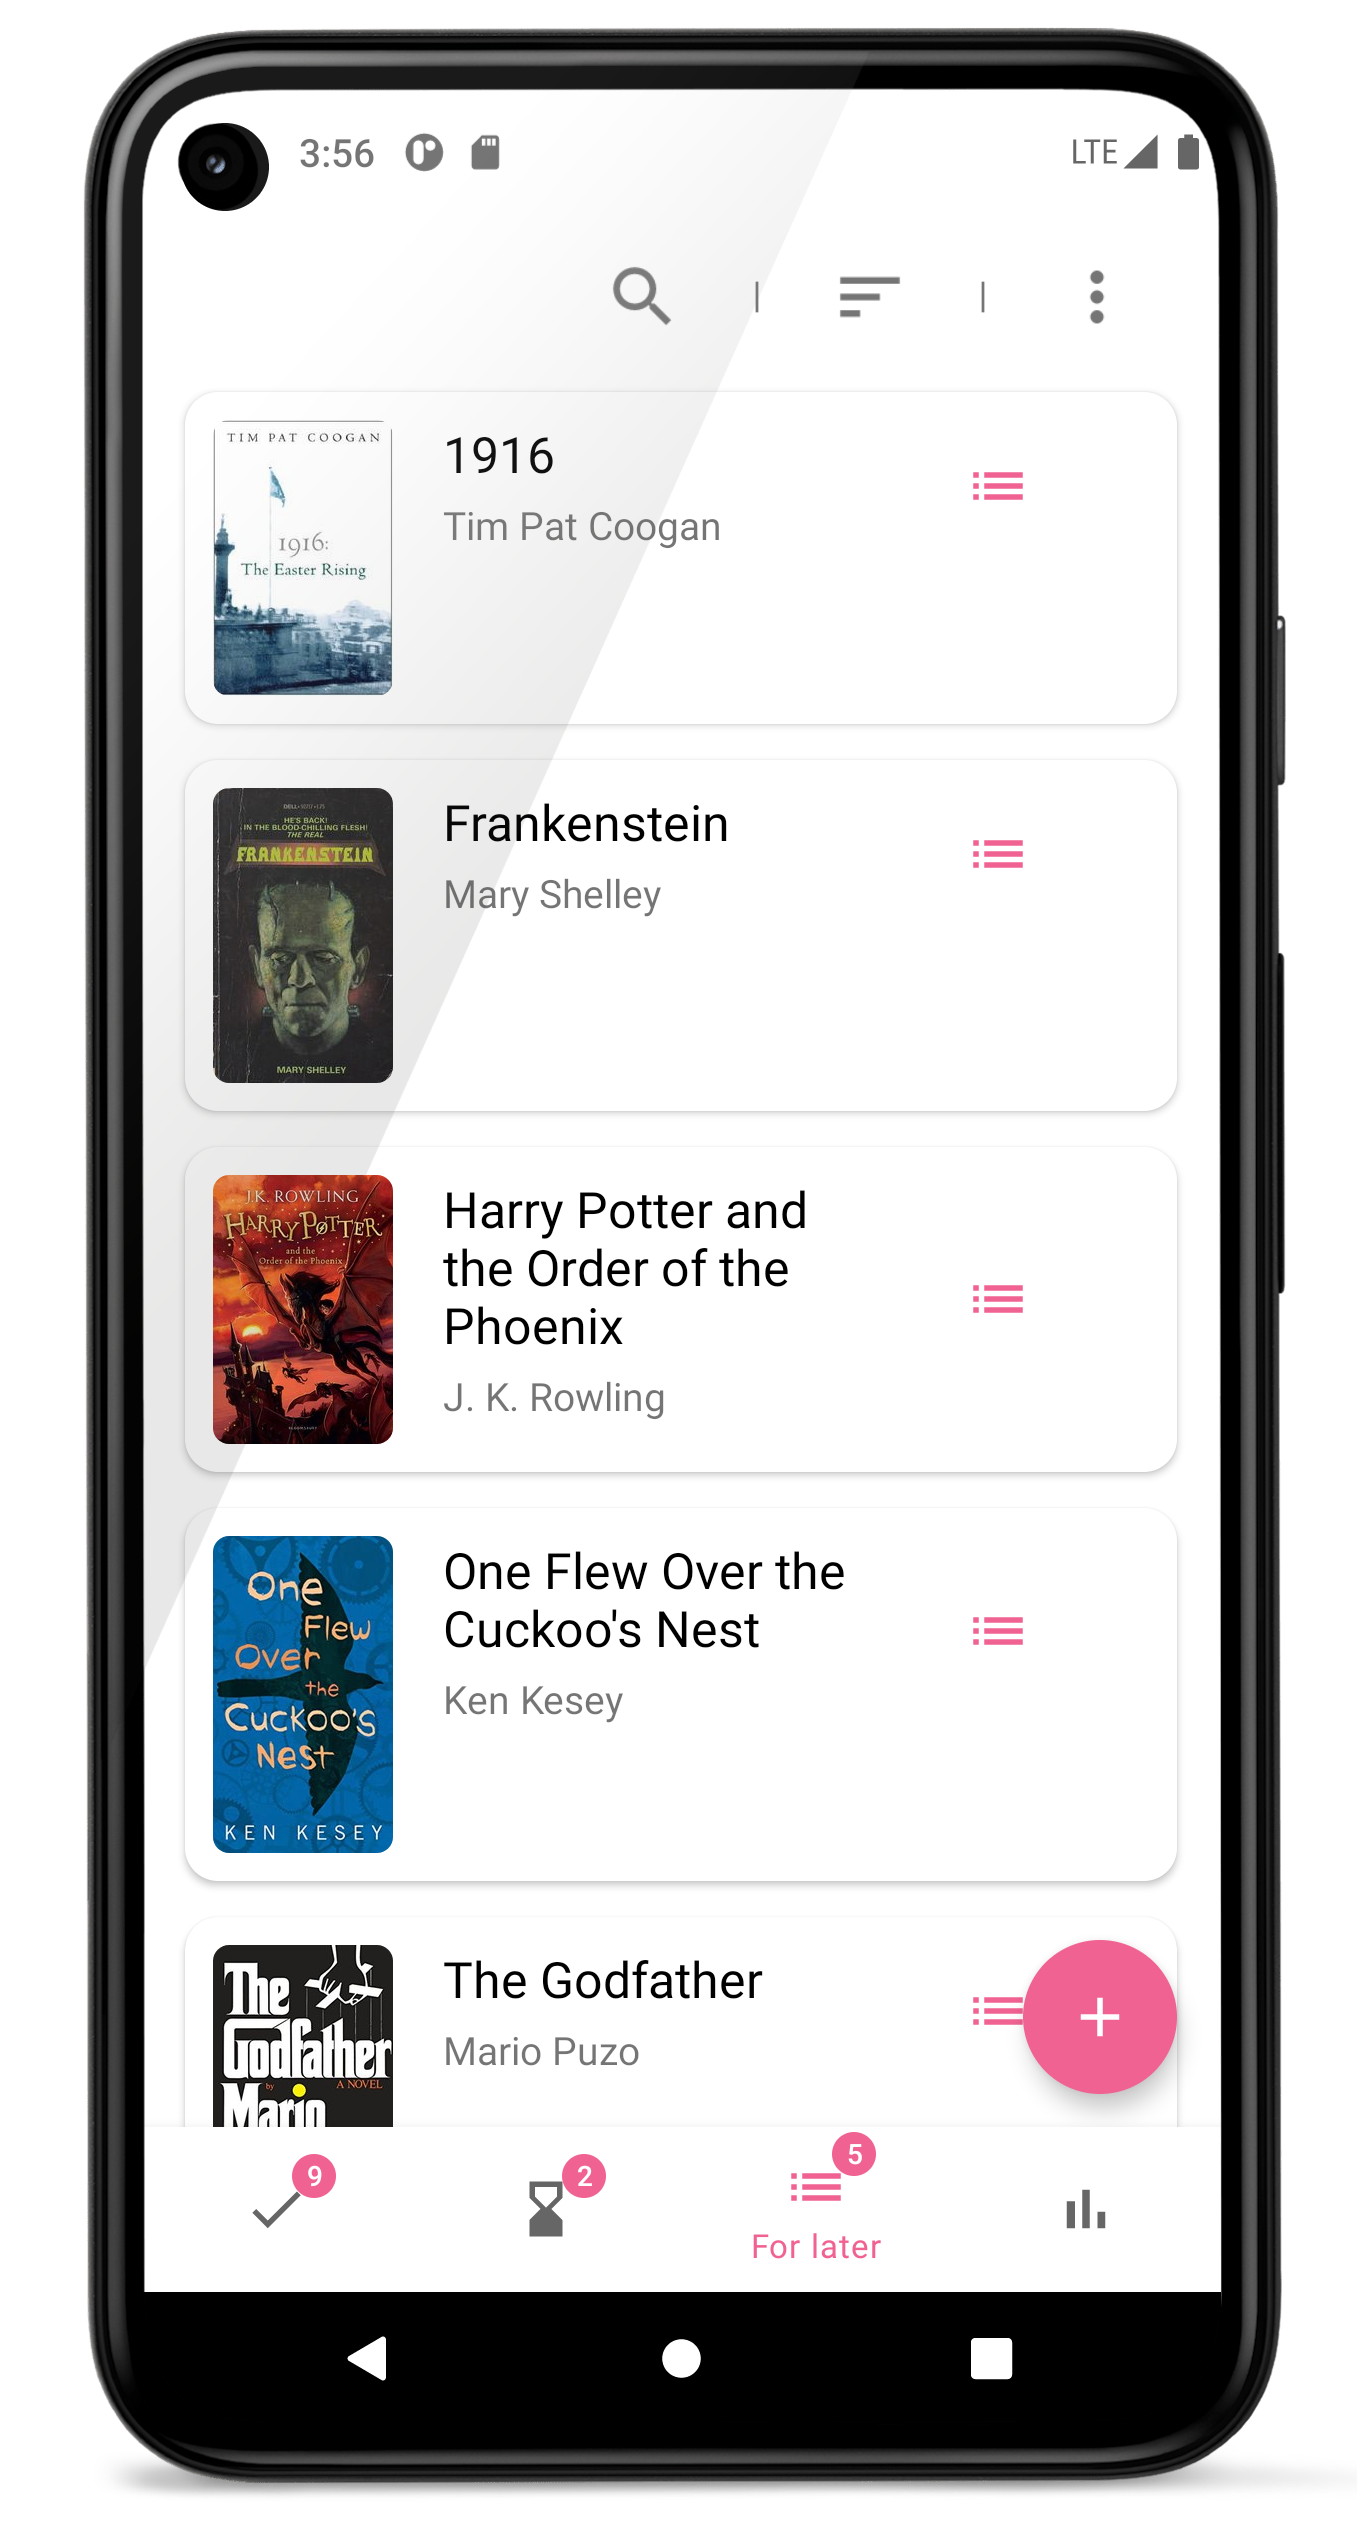 3:56
LTE
TIM PAT COOGAN
1916:
The Easter Rising
1916
Tim Pat Coogan
HE'S BACK!
IN THE BLOOD-CHILLING FLESH!
THE REAL
FRANKENSTEIN
MARY SHELLEY
Frankenstein
Mary Shelley
J.K. ROWLING
HARRY POTTER
and the
Order of the Phoenix
Harry Potter and
the Order of the
Phoenix
J. K. Rowling
One
Flew
Over
the
Cuckoo's
Nest
KEN KESEY
One Flew Over the
Cuckoo's Nest
Ken Kesey
The
Godfather
by
A NOVEL
Mario
The Godfather
Mario Puzo
9
2
5
For later